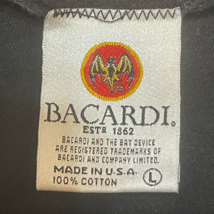 BACARDI®
ESTD 1862
BACARDI AND THE BAT DEVICE
ARE REGISTERED TRADEMARKS OF
BACARDI AND COMPANY LIMITED.
MADE IN U.S.A.
100% COTTON
L